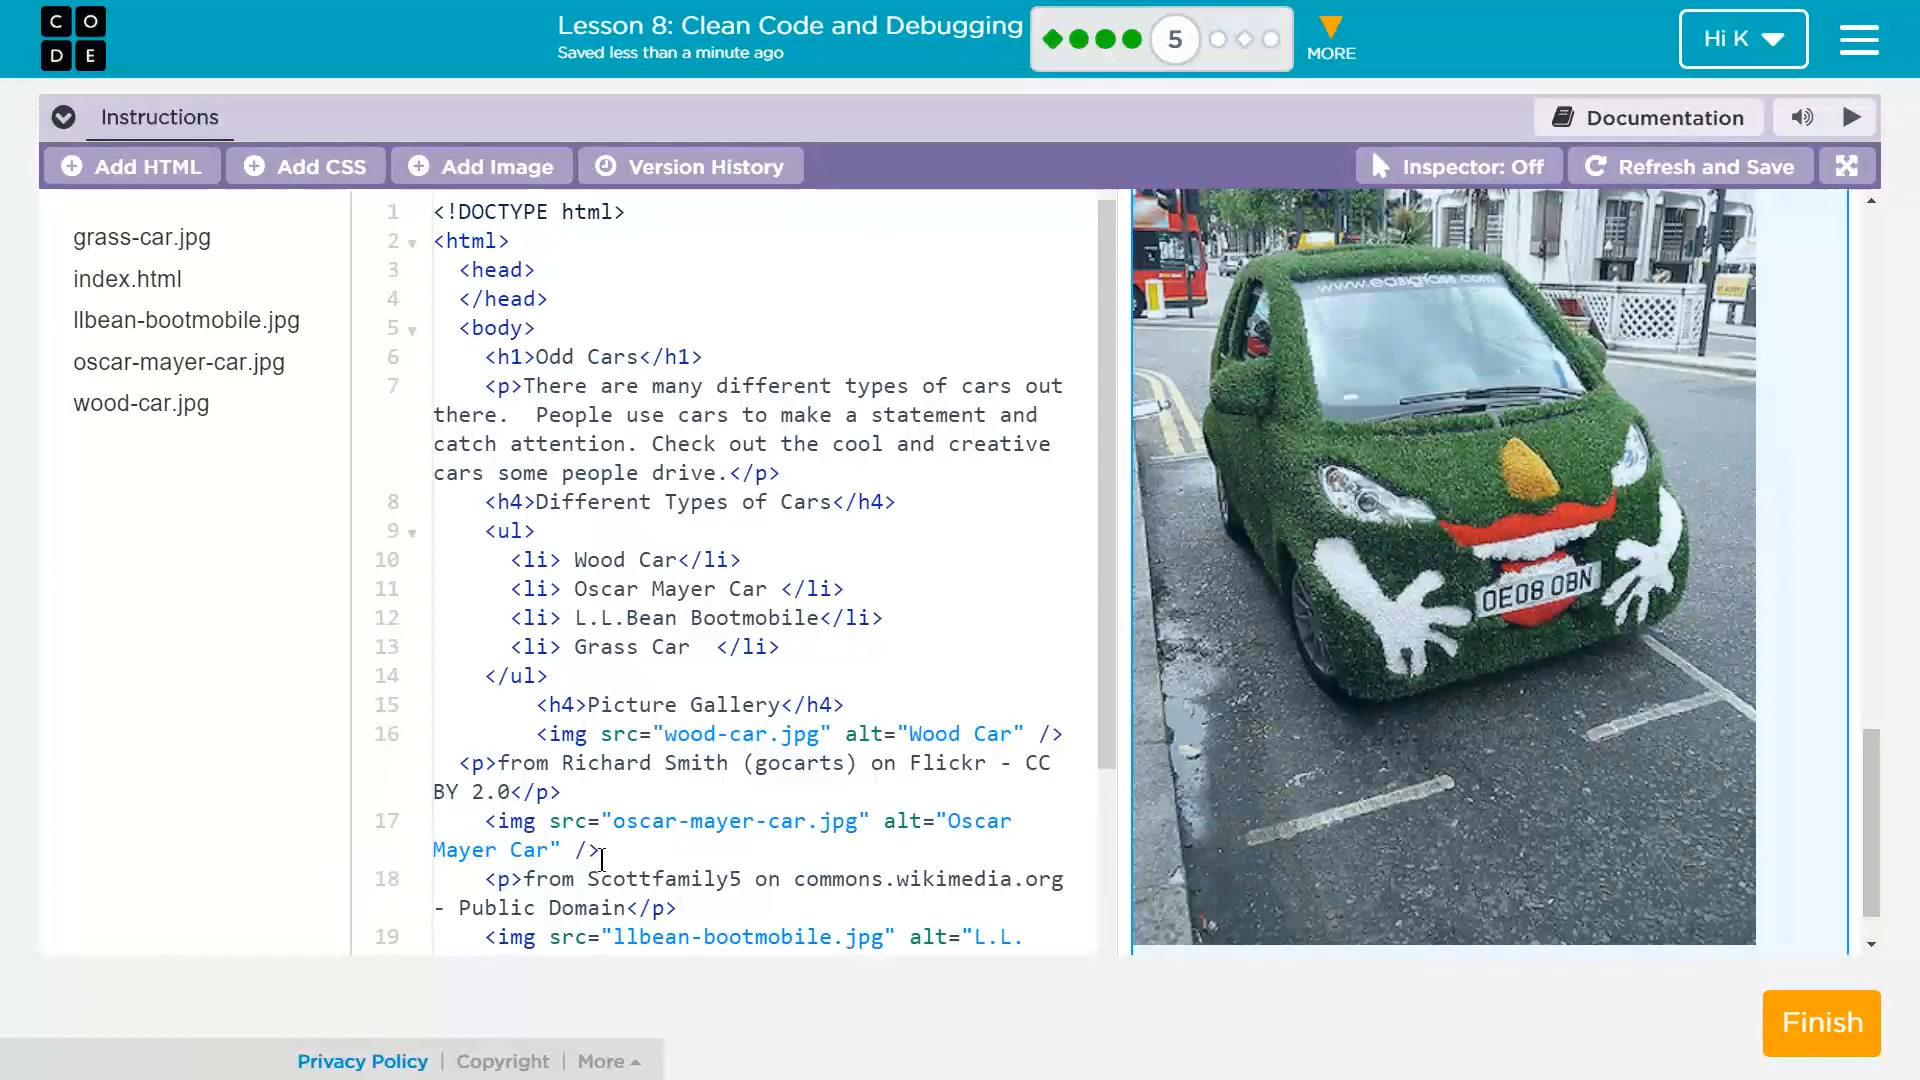 CODE
Lesson 8: Clean Code and Debugging
Saved less than a minute ago
5
MORE
Hi K
Instructions
Documentation
Add HTML
Add CSS
Add Image
Version History
Inspector: Off
Refresh and Save
grass-car.jpg
index.html
llbean-bootmobile.jpg
oscar-mayer-car.jpg
wood-car.jpg
1 <!DOCTYPE html>
2 <html>
3 <head>
4 </head>
5 <body>
6 <h1>Odd Cars</h1>
7 <p>There are many different types of cars out
there.  People use cars to make a statement and
catch attention. Check out the cool and creative
cars some people drive.</p>
8 <h4>Different Types of Cars</h4>
9 <ul>
10 <li> Wood Car</li>
11 <li> Oscar Mayer Car </li>
12 <li> L.L.Bean Bootmobile</li>
13 <li> Grass Car  </li>
14 </ul>
15 <h4>Picture Gallery</h4>
16 <img src="wood-car.jpg" alt="Wood Car" />
<p>from Richard Smith (gocarts) on Flickr - CC
BY 2.0</p>
17 <img src="oscar-mayer-car.jpg" alt="Oscar
Mayer Car" />
18 <p>from Scottfamily5 on commons.wikimedia.org
- Public Domain</p>
19 <img src="llbean-bootmobile.jpg" alt="L.L.
www.easigrass.com
OE08 OBN
Finish
Privacy Policy | Copyright | More